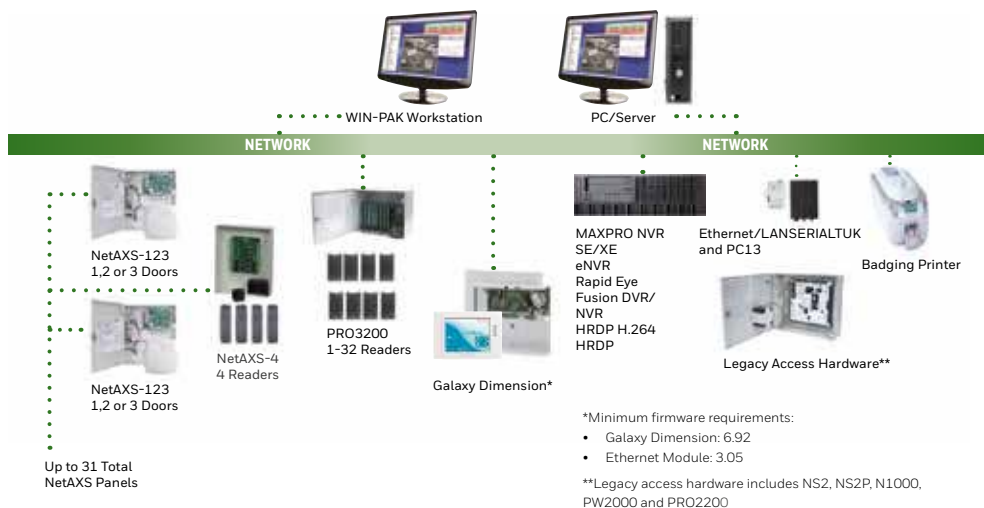 WIN-PAK Workstation
PC/Server
NETWORK
NETWORK
NetAXS-123
1,2 or 3 Doors
NetAXS-123
1,2 or 3 Doors
Up to 31 Total
NetAXS Panels
NetAXS-4
4 Readers
PRO3200
1-32 Readers
Galaxy Dimension*
MAXPRO NVR
SE/XE
eNVR
Rapid Eye
Fusion DVR/
NVR
HRDP H.264
HRDP
Ethernet/LANSERIALTUK
and PC13
Badging Printer
Legacy Access Hardware**
*Minimum firmware requirements:
• Galaxy Dimension: 6.92
• Ethernet Module: 3.05
**Legacy access hardware includes NS2, NS2P, N1000,
PW2000 and PRO2200